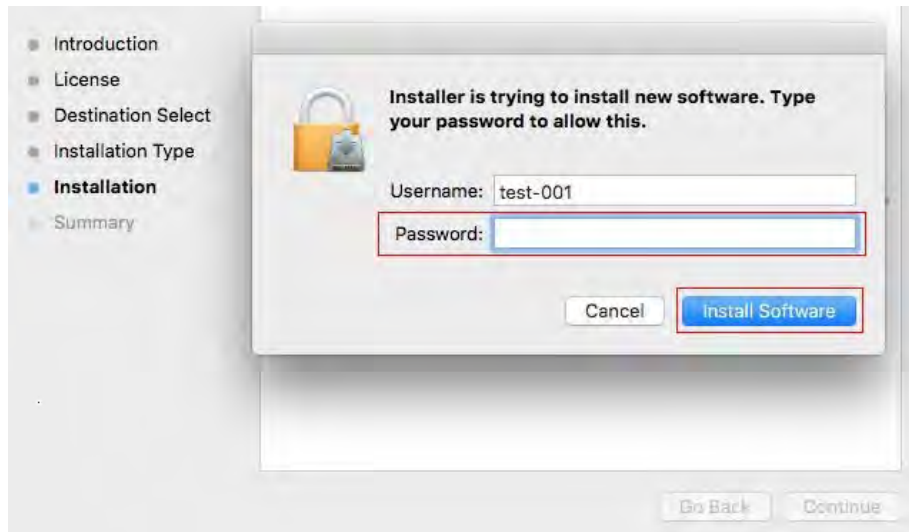 Introduction
License
Destination Select
Installation Type
Installation
Summary
Installer is trying to install new software. Type
your password to allow this.
Username: test-001
Password:
Cancel Install Software
Go Back Continue